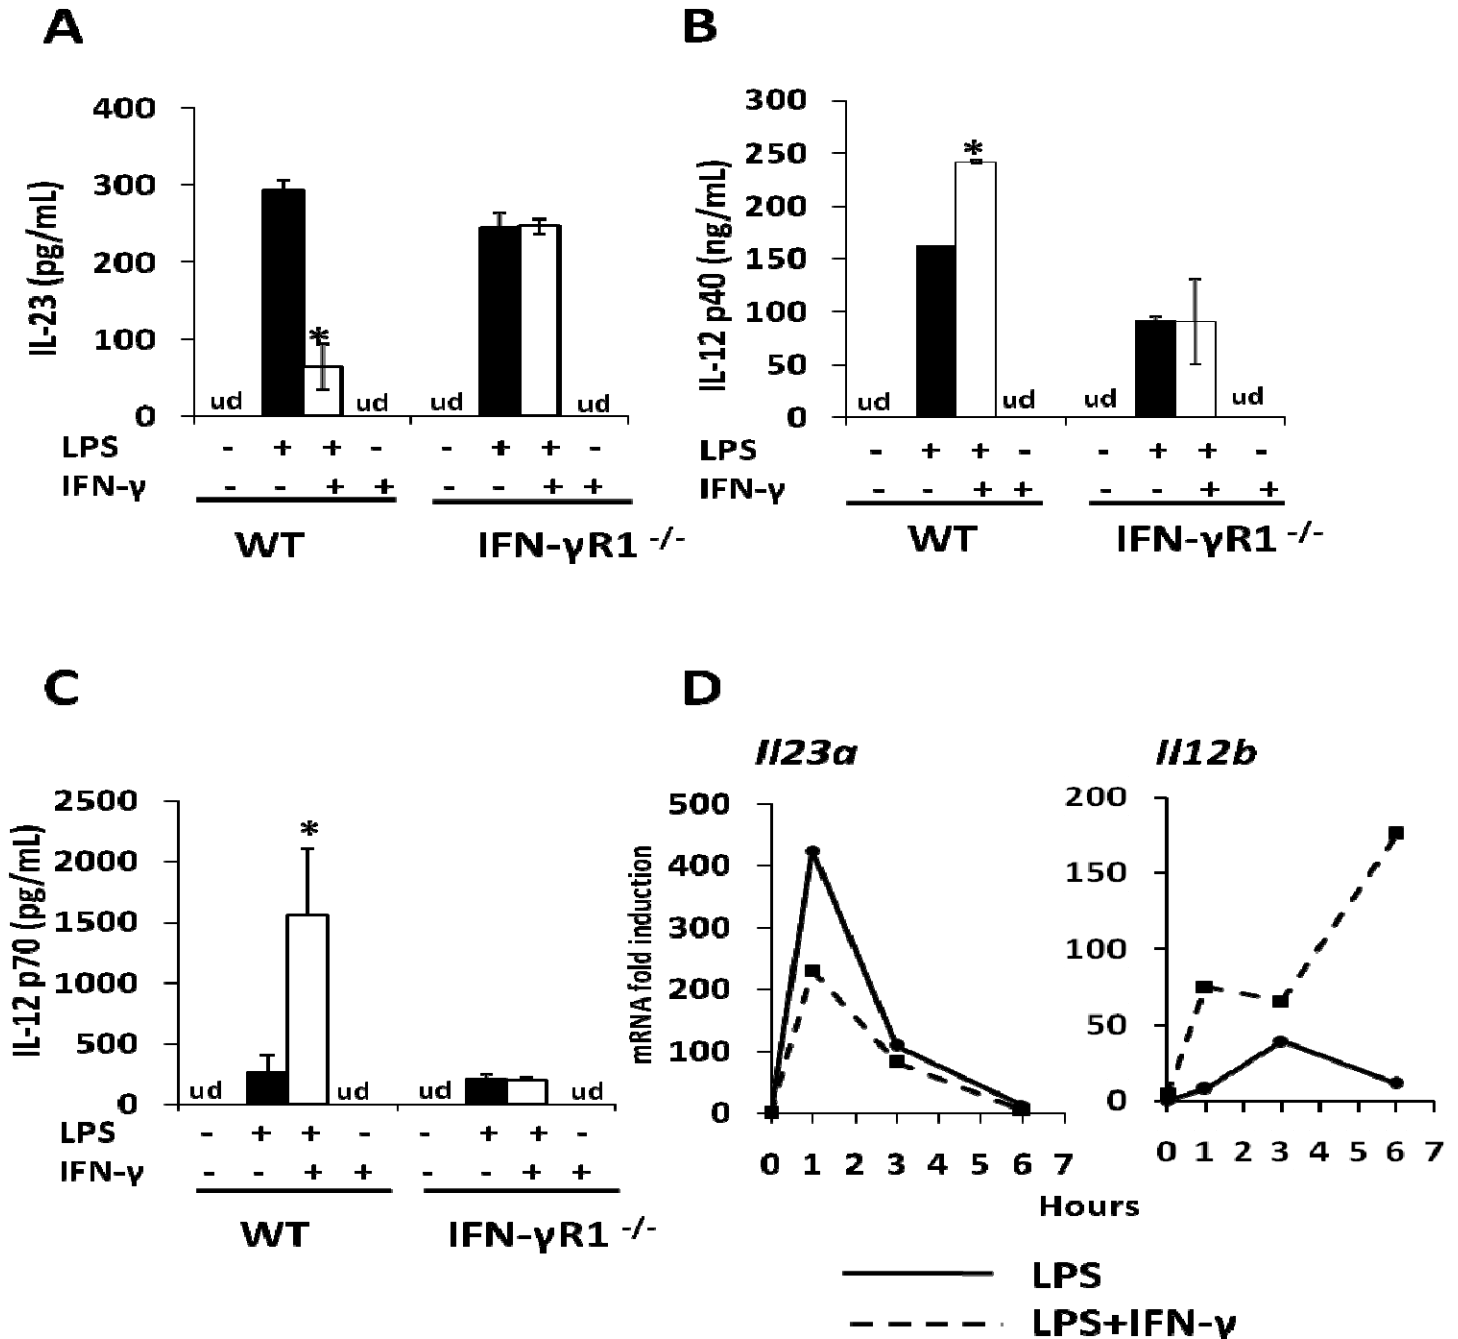 A
IL-23 (pg/mL)
400
300
200
100
0
*
ud ud ud ud
LPS - + + - - + + -
IFN-γ - - + + - - + +
WT IFN-γR1 -/-
B
IL-12 p40 (ng/mL)
300
250
200
150
100
50
0
*
ud ud ud ud
LPS - + + - - + + -
IFN-γ - - + + - - + +
WT IFN-γR1 -/-
C
IL-12 p70 (pg/mL)
2500
2000
1500
1000
500
0
*
ud ud ud ud
LPS - + + - - + + -
IFN-γ - - + + - - + +
WT IFN-γR1 -/-
D
Il23a
mRNA fold induction
500
400
300
200
100
0
0 1 2 3 4 5 6 7
Il12b
200
150
100
50
0
0 1 2 3 4 5 6 7
Hours
LPS
LPS+IFN-γ